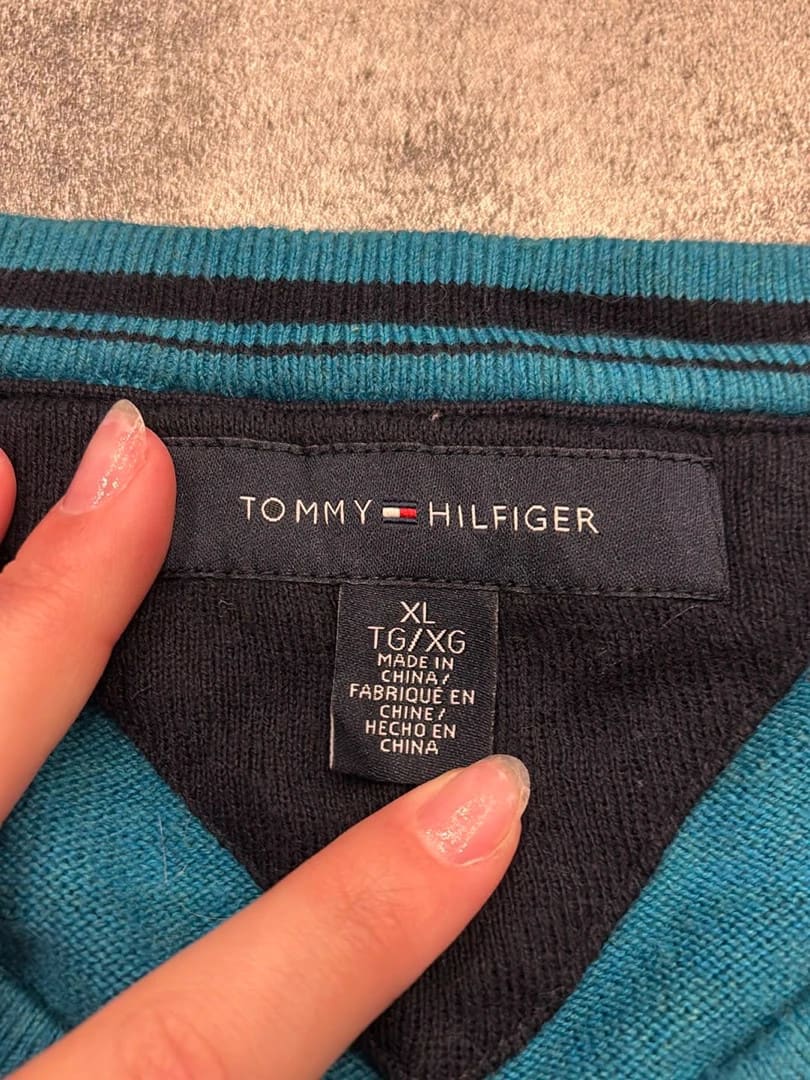 TOMMY HILFIGER
XL
TG/XG
MADE IN
CHINA/
FABRIQUÉ EN
CHINE/
HECHO EN
CHINA